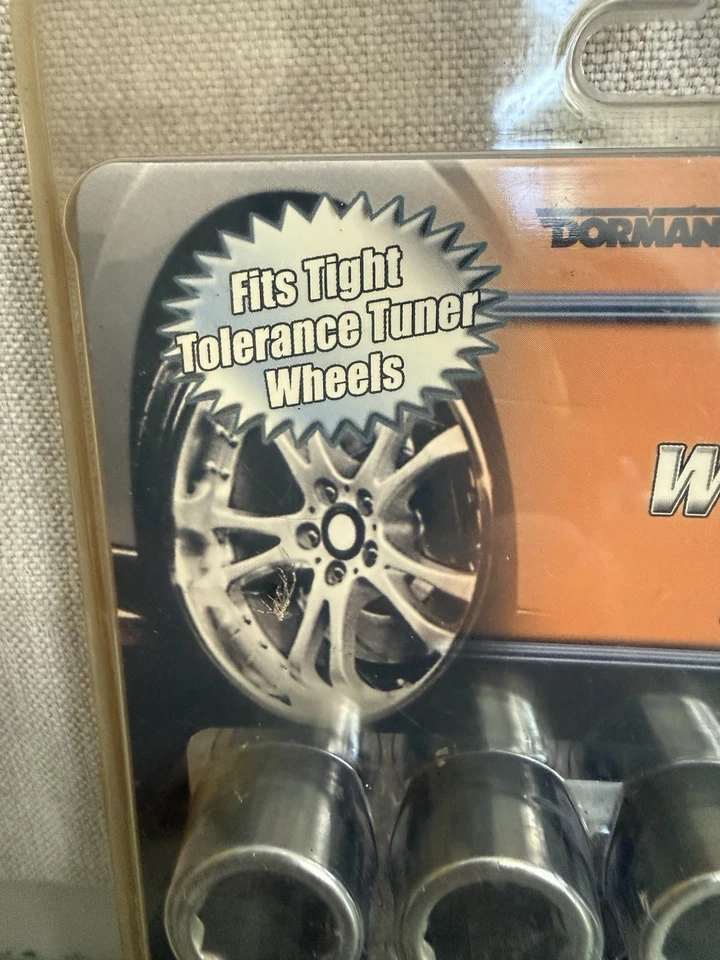 Fits Tight
Tolerance Tuner
Wheels
DORMAN
W